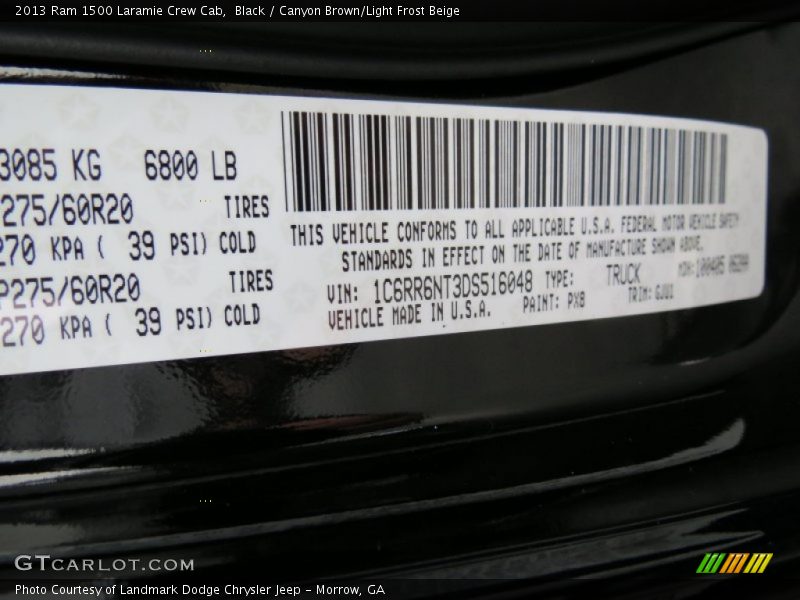 2013 Ram 1500 Laramie Crew Cab, Black / Canyon Brown/Light Frost Beige
3085 KG 6800 LB
P275/60R20 TIRES
270 KPA ( 39 PSI) COLD
P275/60R20 TIRES
270 KPA ( 39 PSI) COLD
THIS VEHICLE CONFORMS TO ALL APPLICABLE U.S.A. FEDERAL MOTOR VEHICLE SAFETY
STANDARDS IN EFFECT ON THE DATE OF MANUFACTURE SHOWN ABOVE.
VIN: 1C6RR6NT3DS516048 TYPE: TRUCK MDH:
VEHICLE MADE IN U.S.A. PAINT: PX8 TRIM:
GTCARLOT.COM
Photo Courtesy of Landmark Dodge Chrysler Jeep - Morrow, GA